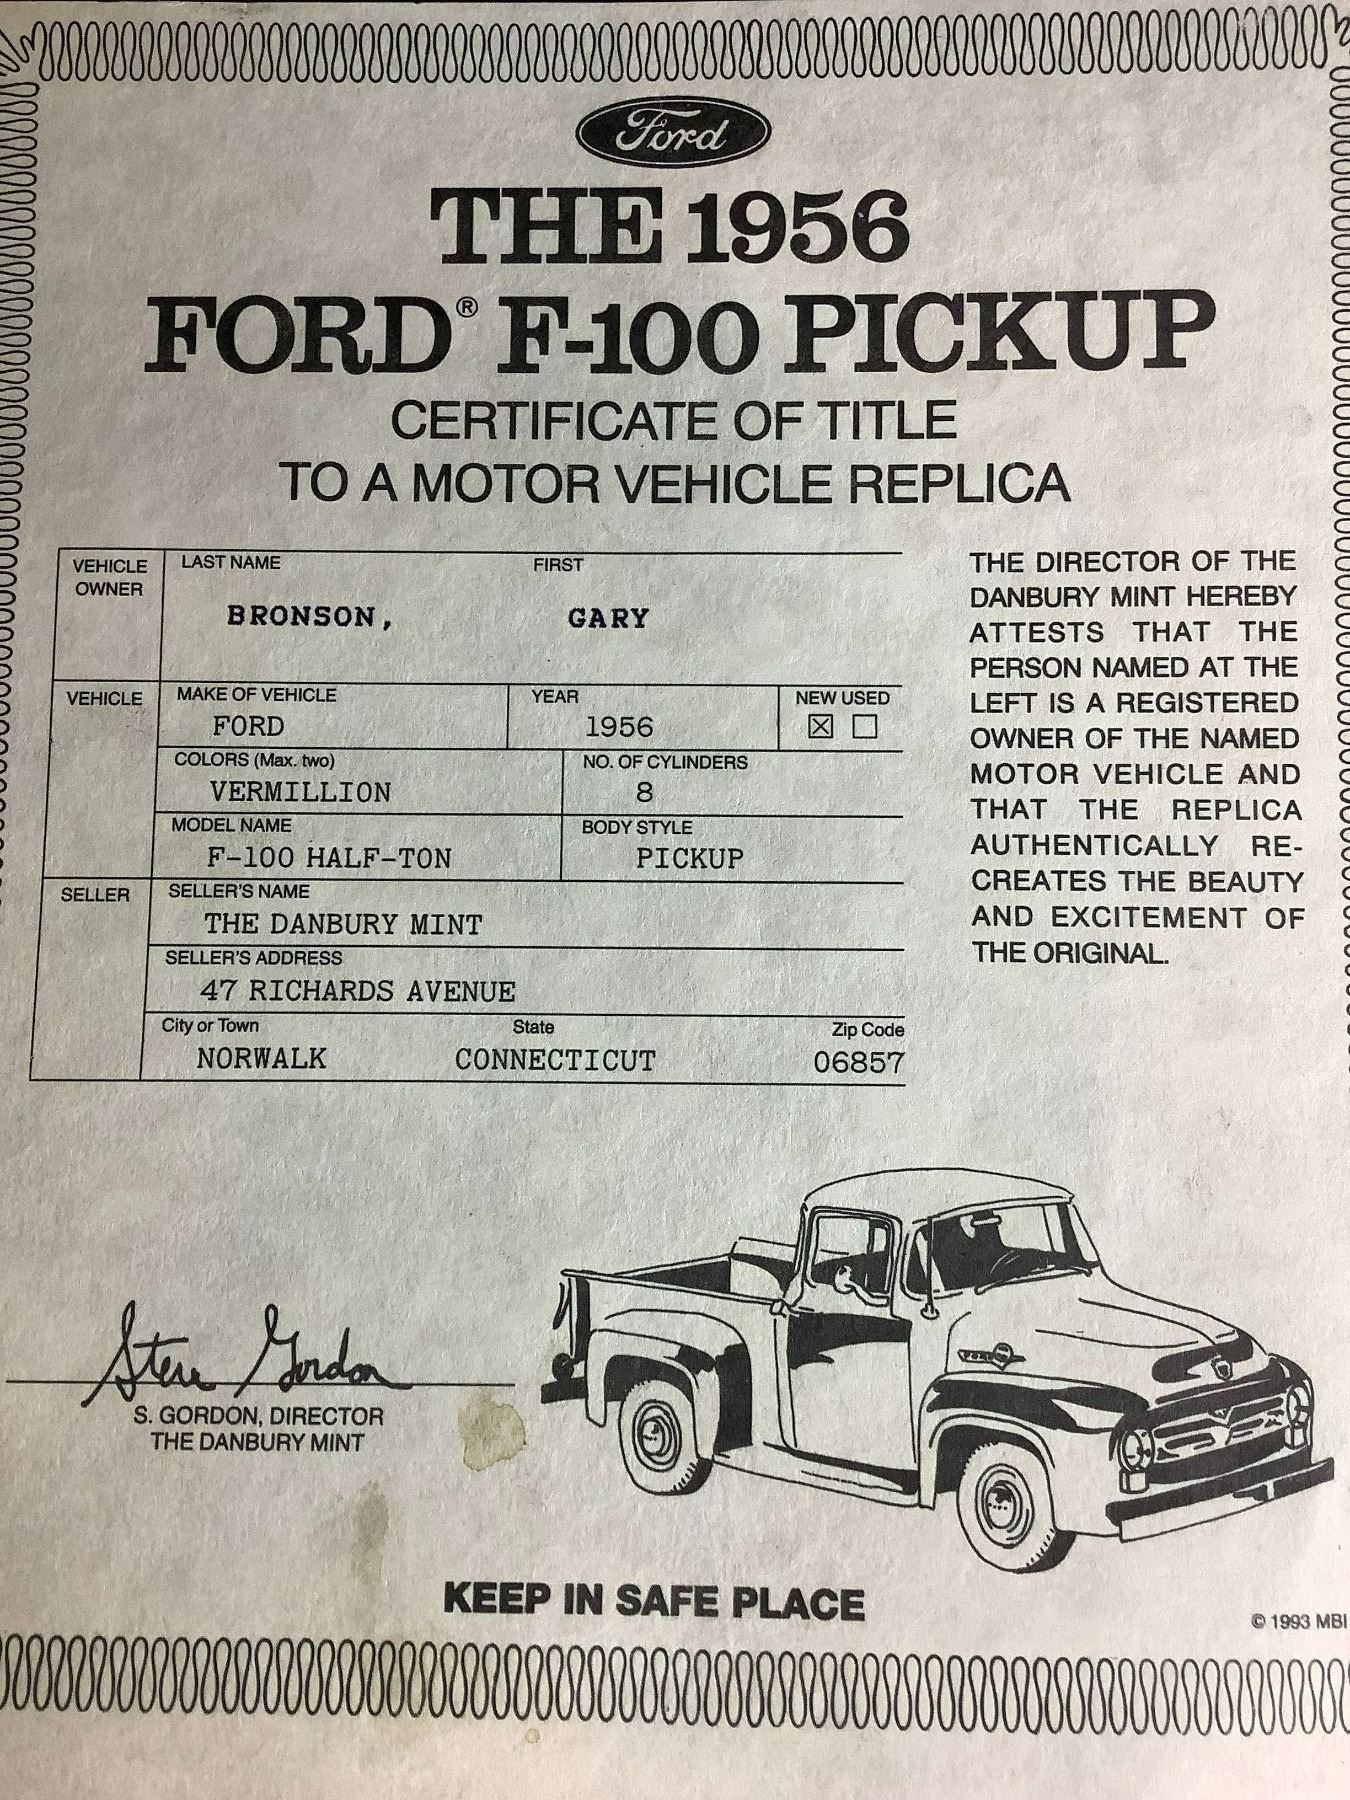 Ford
THE 1956
FORD® F-100 PICKUP
CERTIFICATE OF TITLE
TO A MOTOR VEHICLE REPLICA
VEHICLE OWNER
LAST NAME FIRST
BRONSON, GARY
VEHICLE
MAKE OF VEHICLE YEAR NEW USED
FORD 1956 ☒ ☐
COLORS (Max. two) NO. OF CYLINDERS
VERMILLION 8
MODEL NAME BODY STYLE
F-100 HALF-TON PICKUP
SELLER
SELLER'S NAME
THE DANBURY MINT
SELLER'S ADDRESS
47 RICHARDS AVENUE
City or Town State Zip Code
NORWALK CONNECTICUT 06857
THE DIRECTOR OF THE
DANBURY MINT HEREBY
ATTESTS THAT THE
PERSON NAMED AT THE
LEFT IS A REGISTERED
OWNER OF THE NAMED
MOTOR VEHICLE AND
THAT THE REPLICA
AUTHENTICALLY RE-
CREATES THE BEAUTY
AND EXCITEMENT OF
THE ORIGINAL.
Steve Gordon
S. GORDON, DIRECTOR
THE DANBURY MINT
FORD
KEEP IN SAFE PLACE
© 1993 MBI